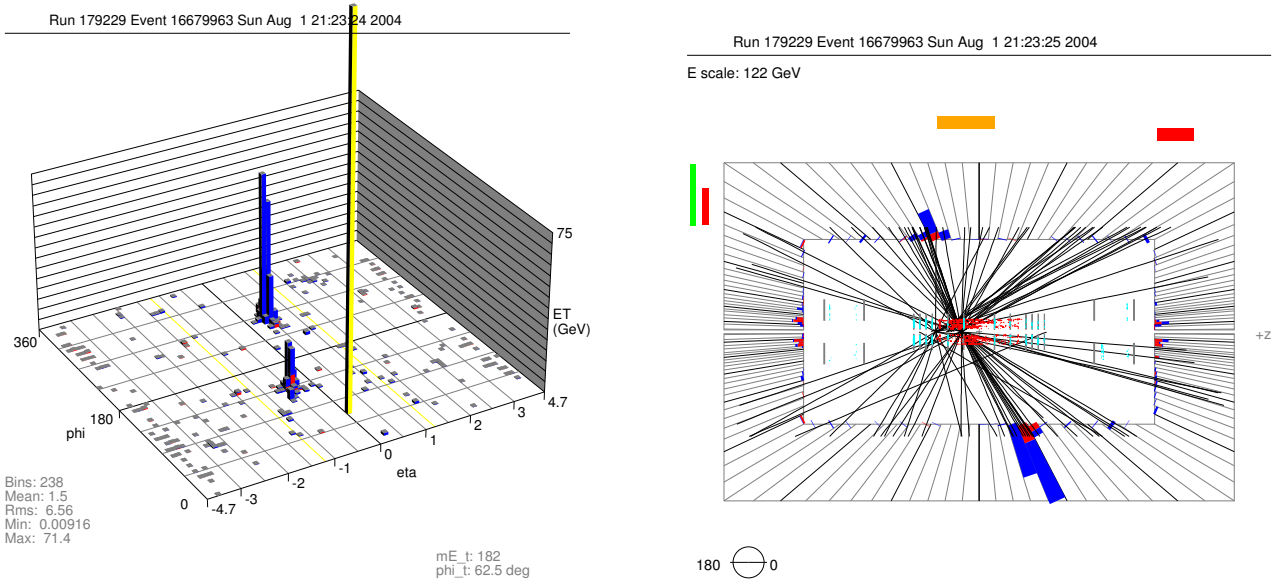 Run 179229 Event 16679963 Sun Aug  1 21:23:24 2004
75
ET
(GeV)
360
180
phi
0
-4.7
-3
-2
-1
0
1
2
3
4.7
eta
Bins: 238
Mean: 1.5
Rms: 6.56
Min: 0.00916
Max: 71.4
mE_t: 182
phi_t: 62.5 deg
Run 179229 Event 16679963 Sun Aug  1 21:23:25 2004
E scale: 122 GeV
+Z
180
0